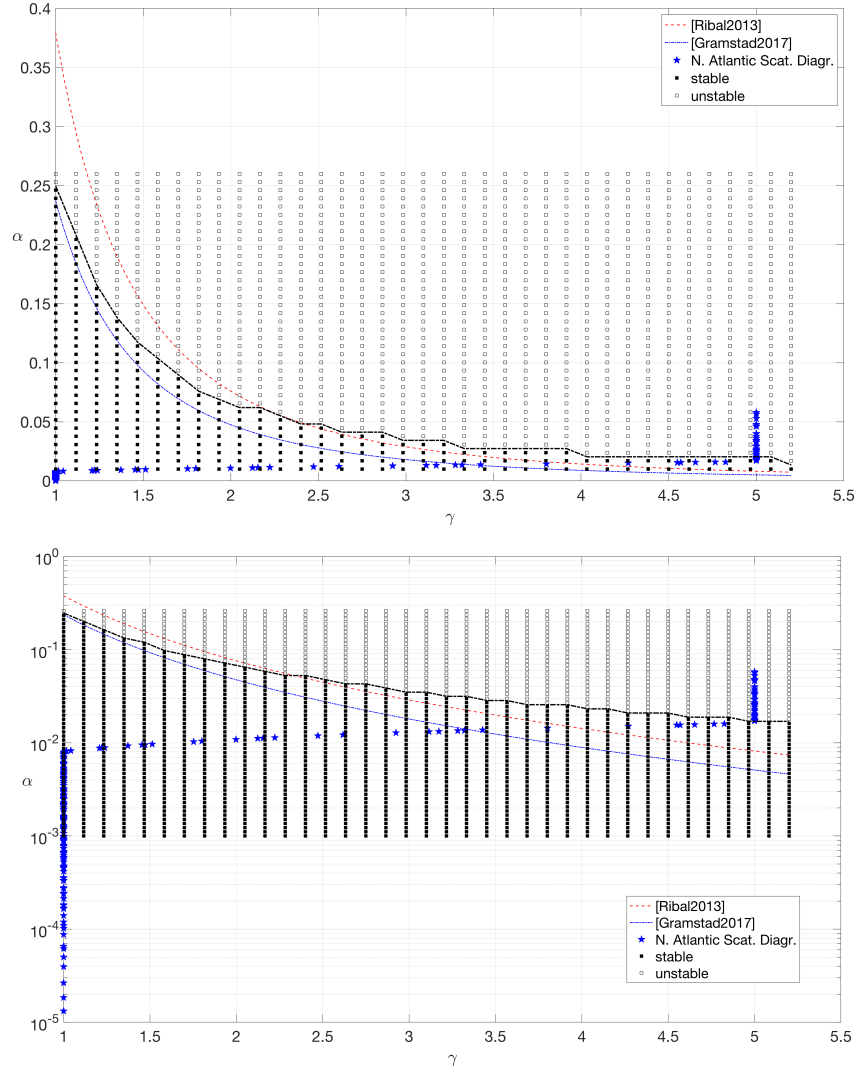 0.4
0.35
0.3
0.25
0.2
0.15
0.1
0.05
0
α
1
1.5
2
2.5
3
3.5
4
4.5
5
5.5
γ
[Ribal2013]
[Gramstad2017]
N. Atlantic Scat. Diagr.
stable
unstable
10^0
10^-1
10^-2
10^-3
10^-4
10^-5
α
1
1.5
2
2.5
3
3.5
4
4.5
5
5.5
γ
[Ribal2013]
[Gramstad2017]
N. Atlantic Scat. Diagr.
stable
unstable